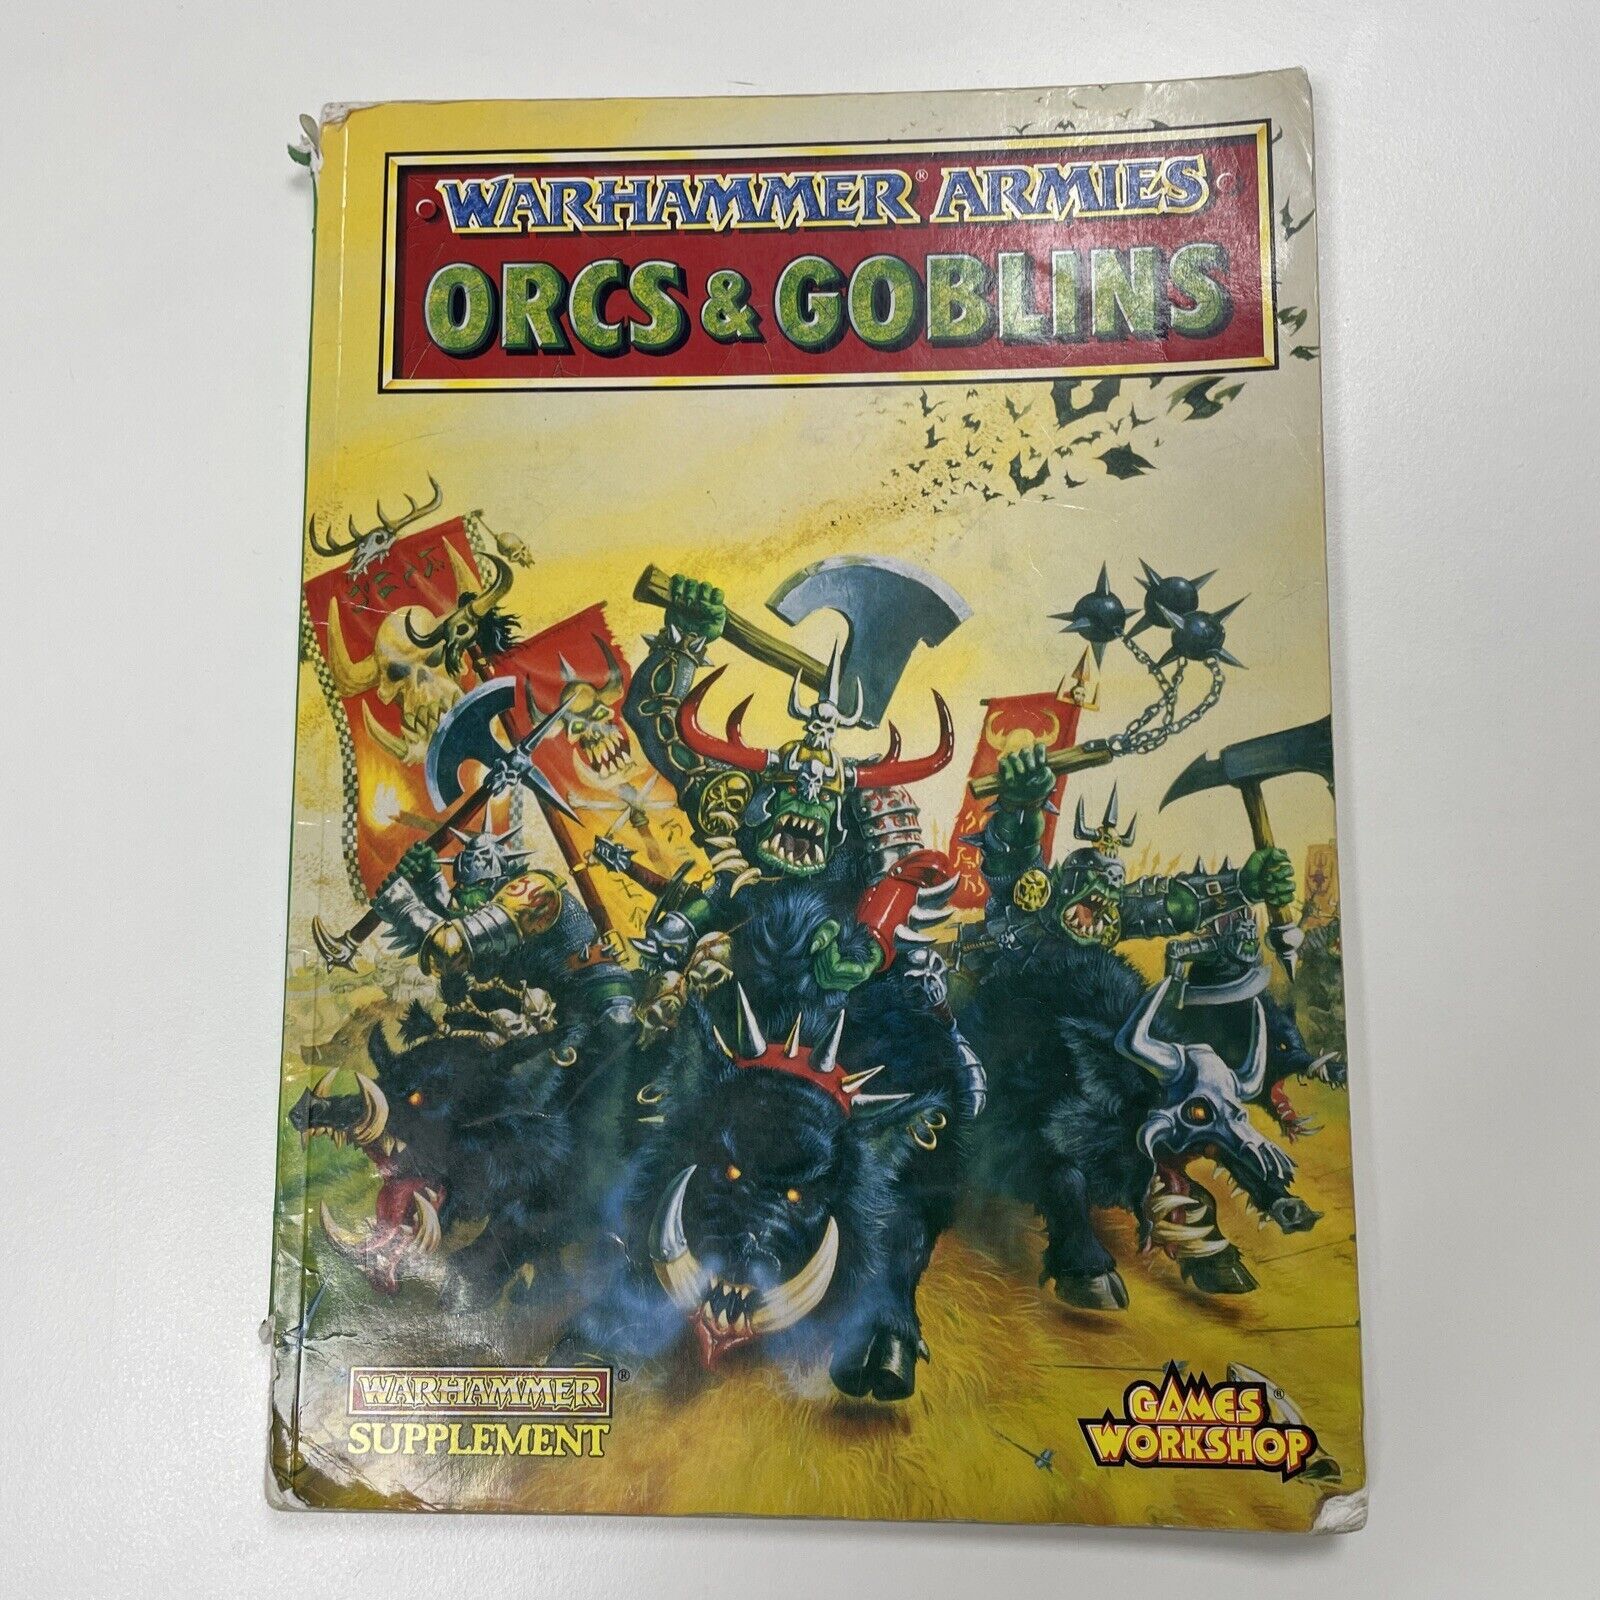 WARHAMMER® ARMIES
ORCS & GOBLINS
WARHAMMER®
SUPPLEMENT
GAMES®
WORKSHOP